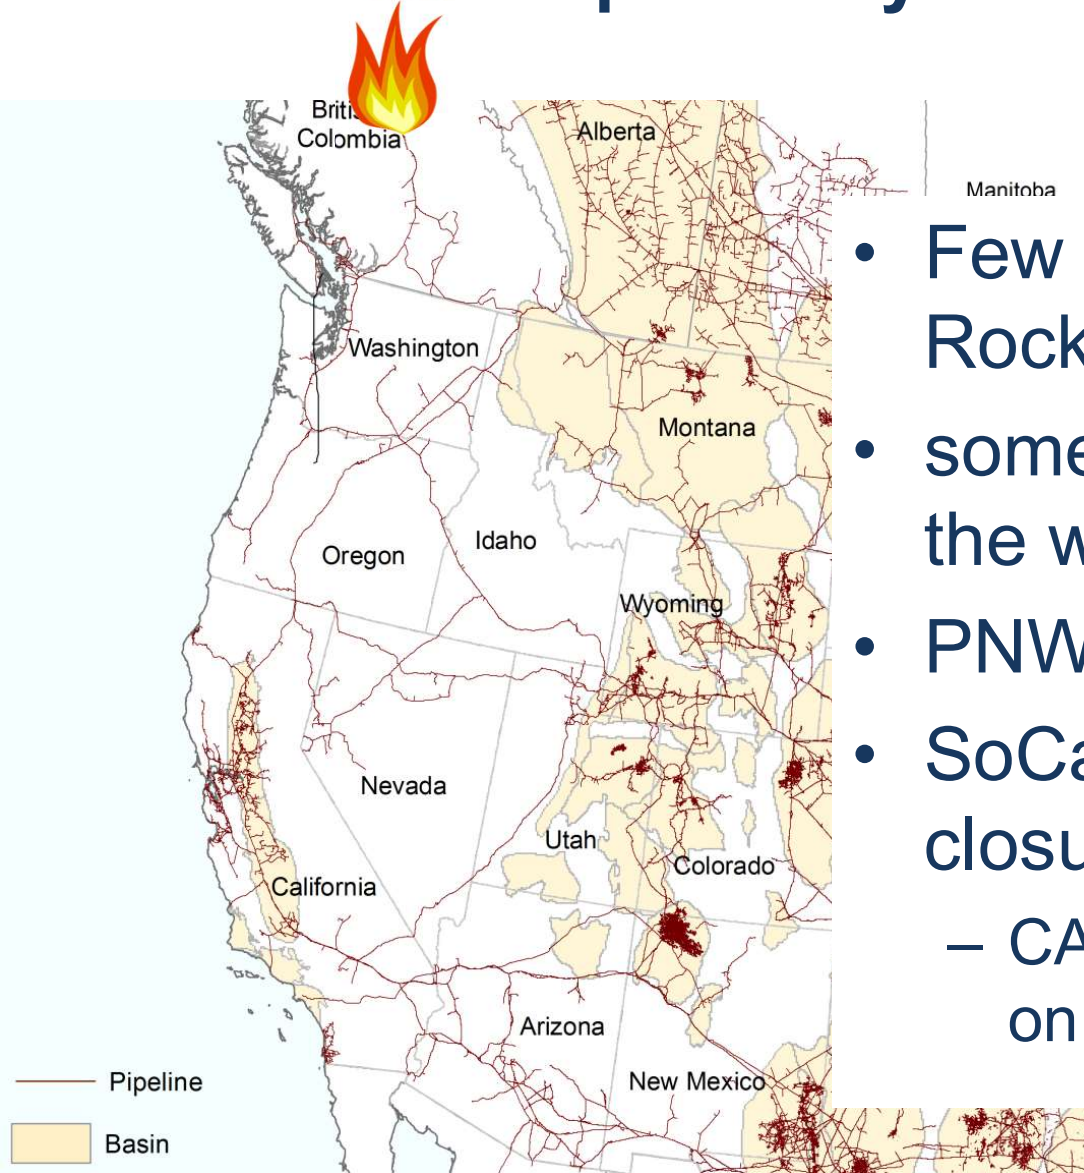 Colombia
Alberta
Manitoba
Washington
Montana
Oregon
Idaho
Wyoming
Nevada
Utah
Colorado
California
Arizona
New Mexico
Pipeline
Basin
• Few
Rock
• some
the w
• PNW
• SoCa
closu
– CA
on